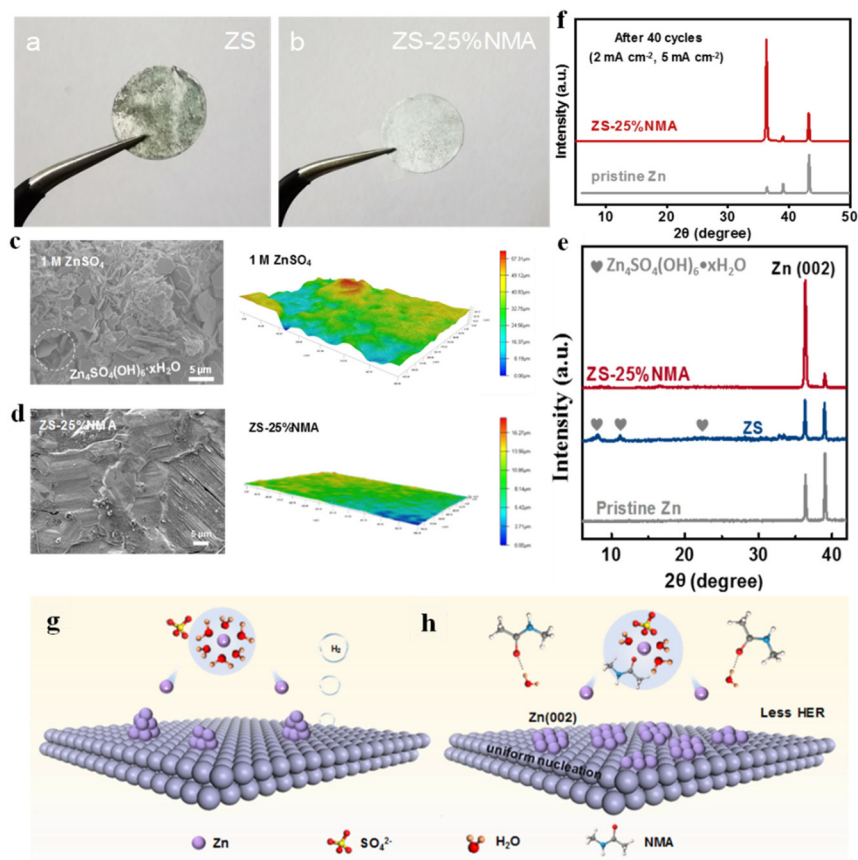 a
ZS
b
ZS-25%NMA
f
After 40 cycles
(2 mA cm-2, 5 mA cm-2)
ZS-25%NMA
pristine Zn
Intensity (a.u.)
10 20 30 40 50
2θ (degree)
c
1 M ZnSO4
Zn4SO4(OH)6·xH2O
5 μm
1 M ZnSO4
d
ZS-25%NMA
5 μm
ZS-25%NMA
e
Zn4SO4(OH)6•xH2O
Zn (002)
ZS-25%NMA
ZS
Pristine Zn
Intensity (a.u.)
10 20 30 40
2θ (degree)
g
H2
h
Zn(002)
Less HER
uniform nucleation
Zn
SO42-
H2O
NMA